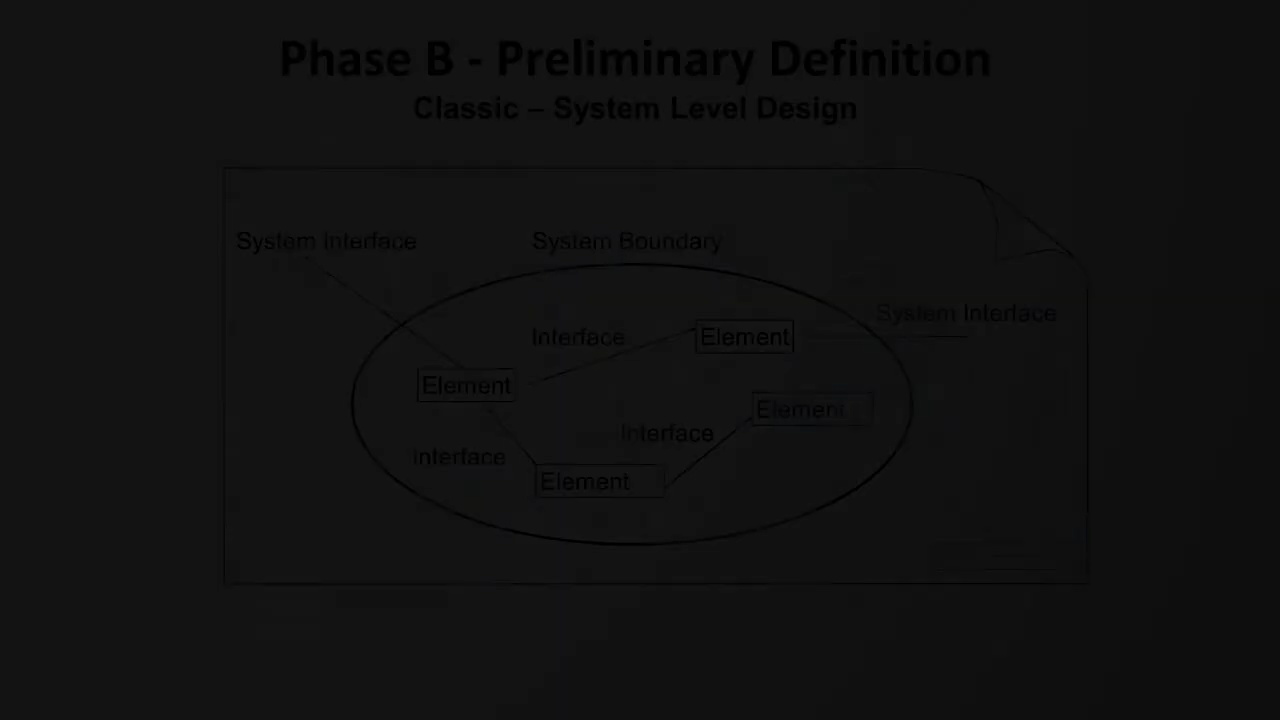 Phase B - Preliminary Definition
Classic – System Level Design
System Interface
System Boundary
System Interface
Interface
Element
Element
Element
Interface
Interface
Element